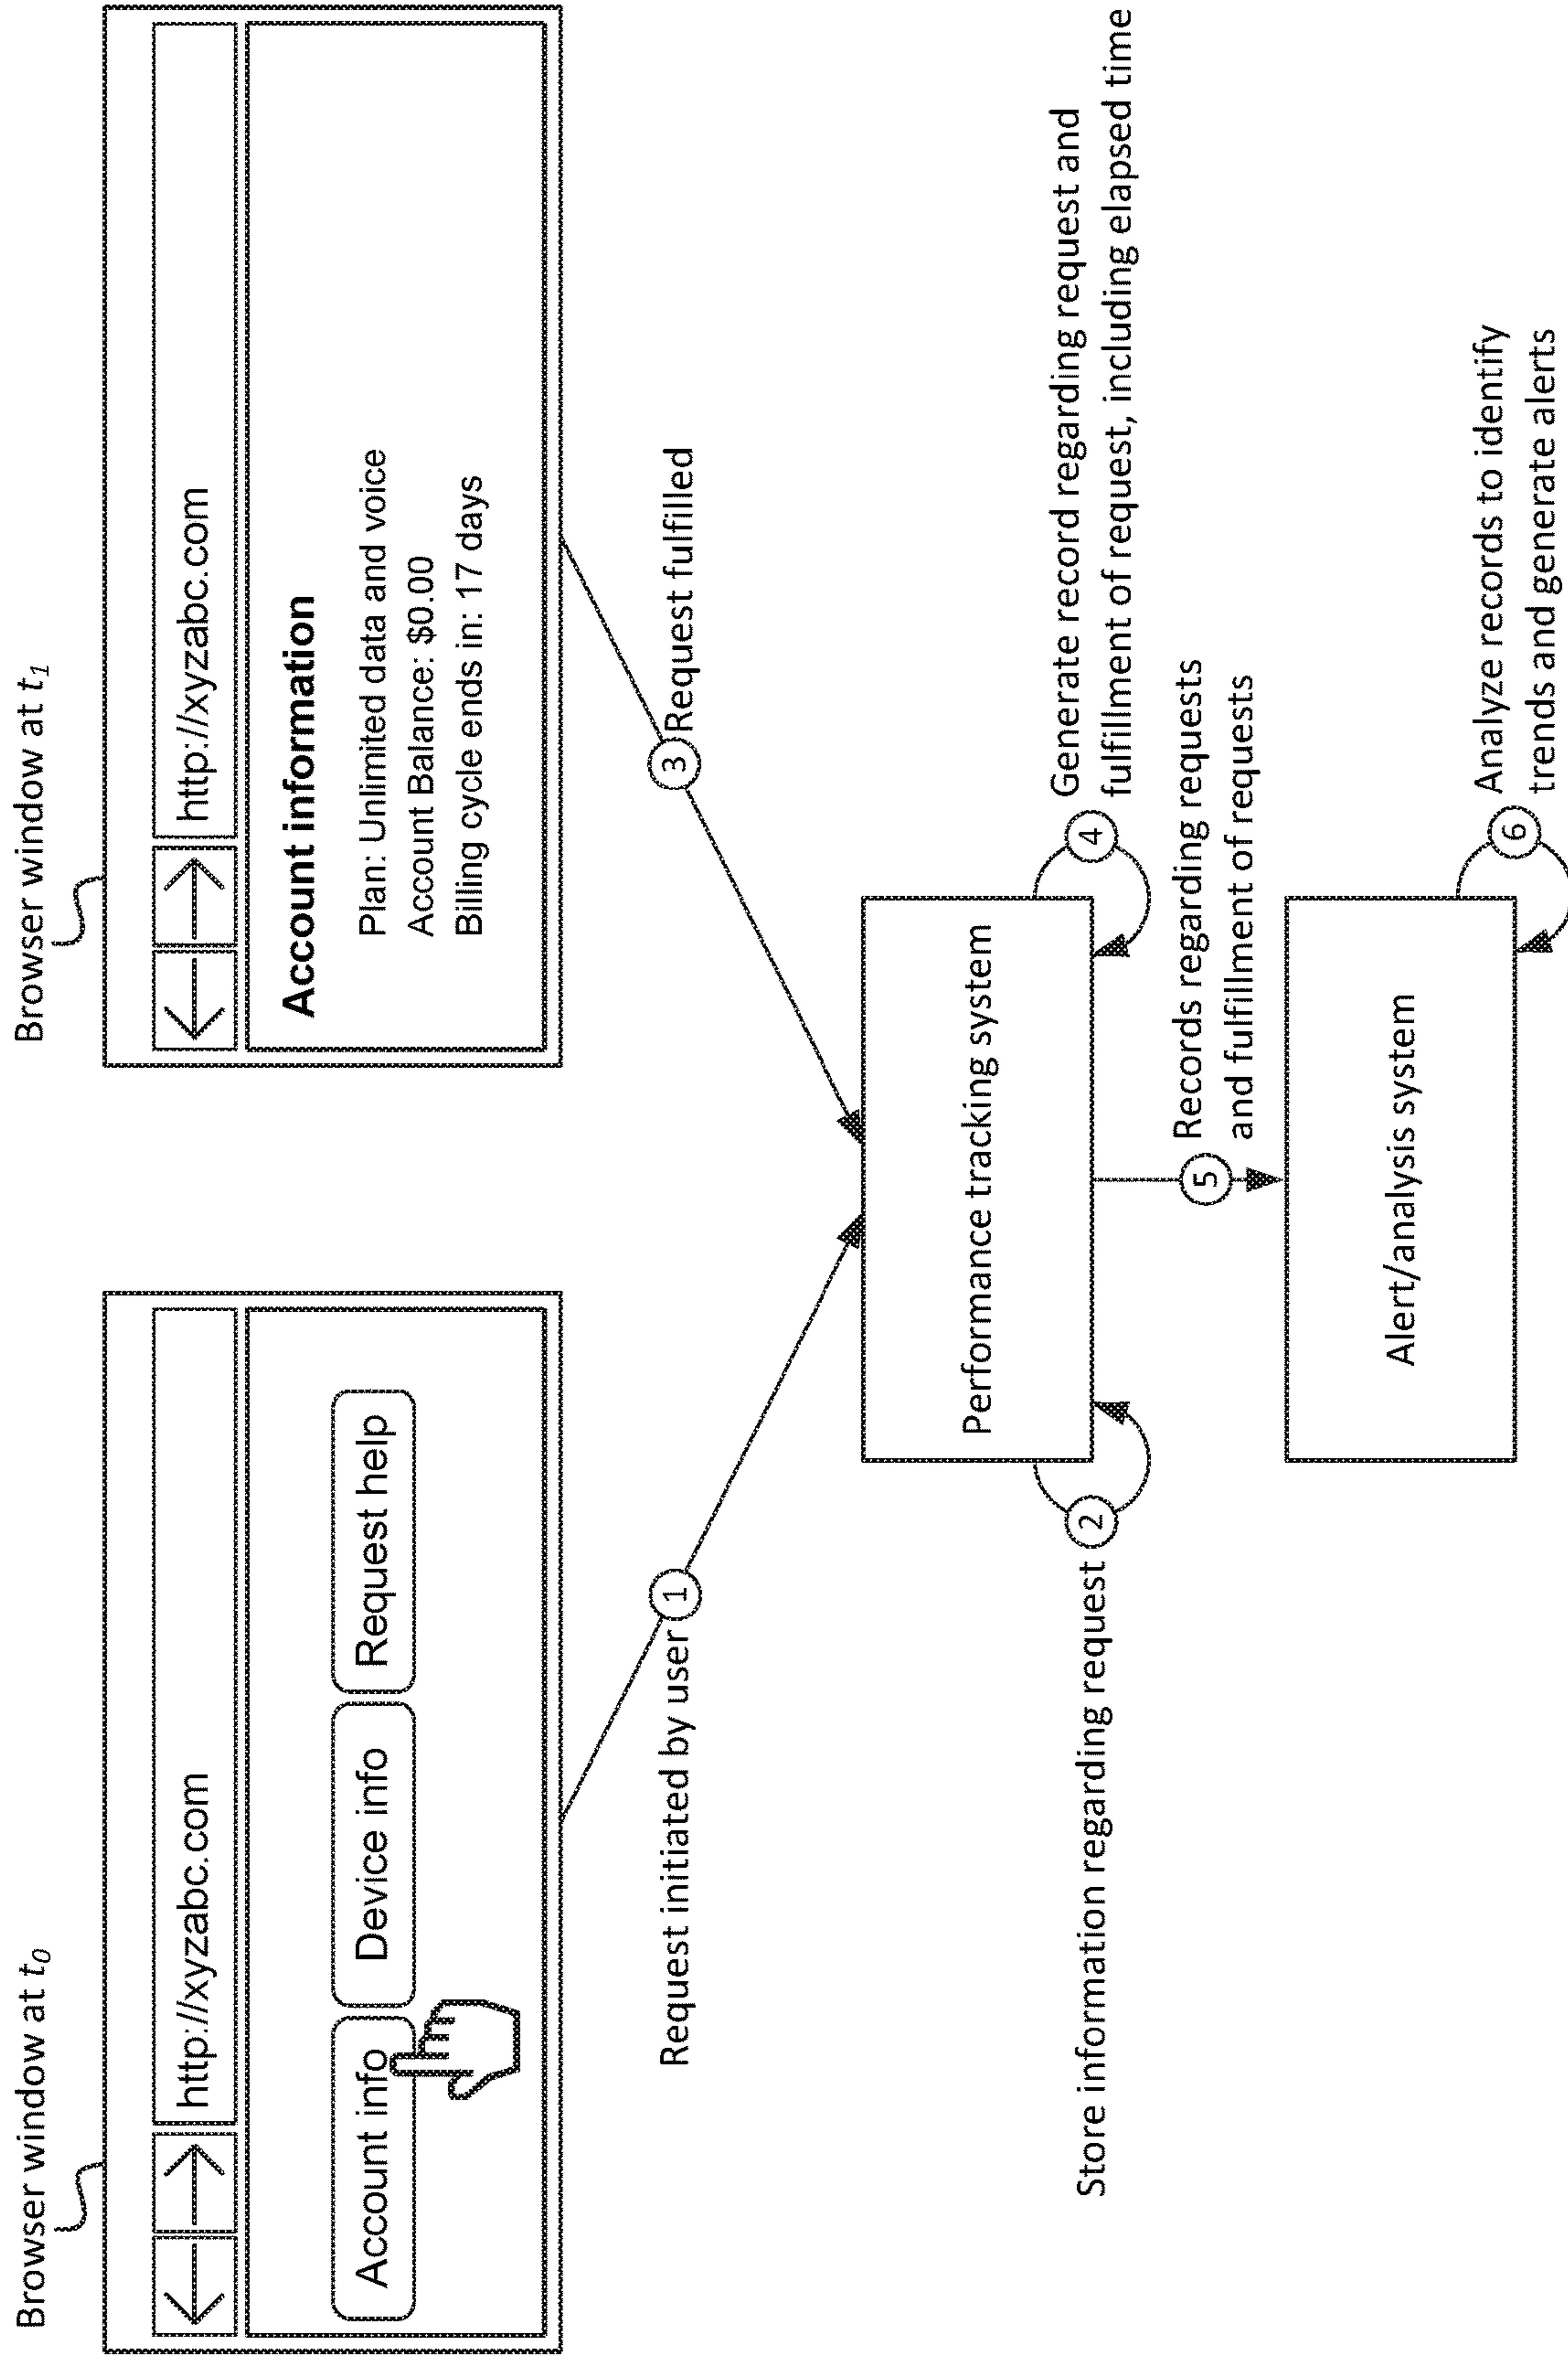 Browser window at t0
http://xyzabc.com
Account info
Device info
Request help
Browser window at t1
http://xyzabc.com
Account information
Plan: Unlimited data and voice
Account Balance: $0.00
Billing cycle ends in: 17 days
Request initiated by user
1
3
Request fulfilled
Performance tracking system
Store information regarding request
2
4
Generate record regarding request and
fulfillment of request, including elapsed time
5
Records regarding requests
and fulfillment of requests
Alert/analysis system
6
Analyze records to identify
trends and generate alerts